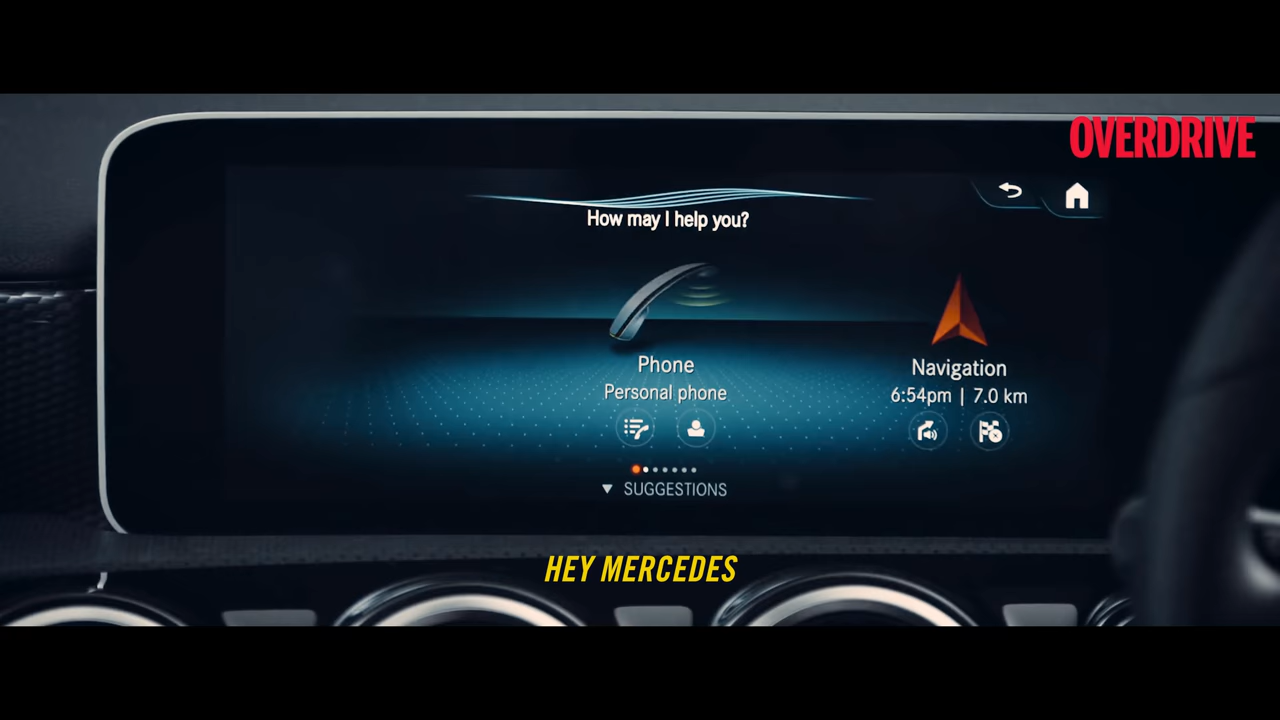 OVERDRIVE
How may I help you?
Phone
Personal phone
Navigation
6:54pm | 7.0 km
SUGGESTIONS
HEY MERCEDES